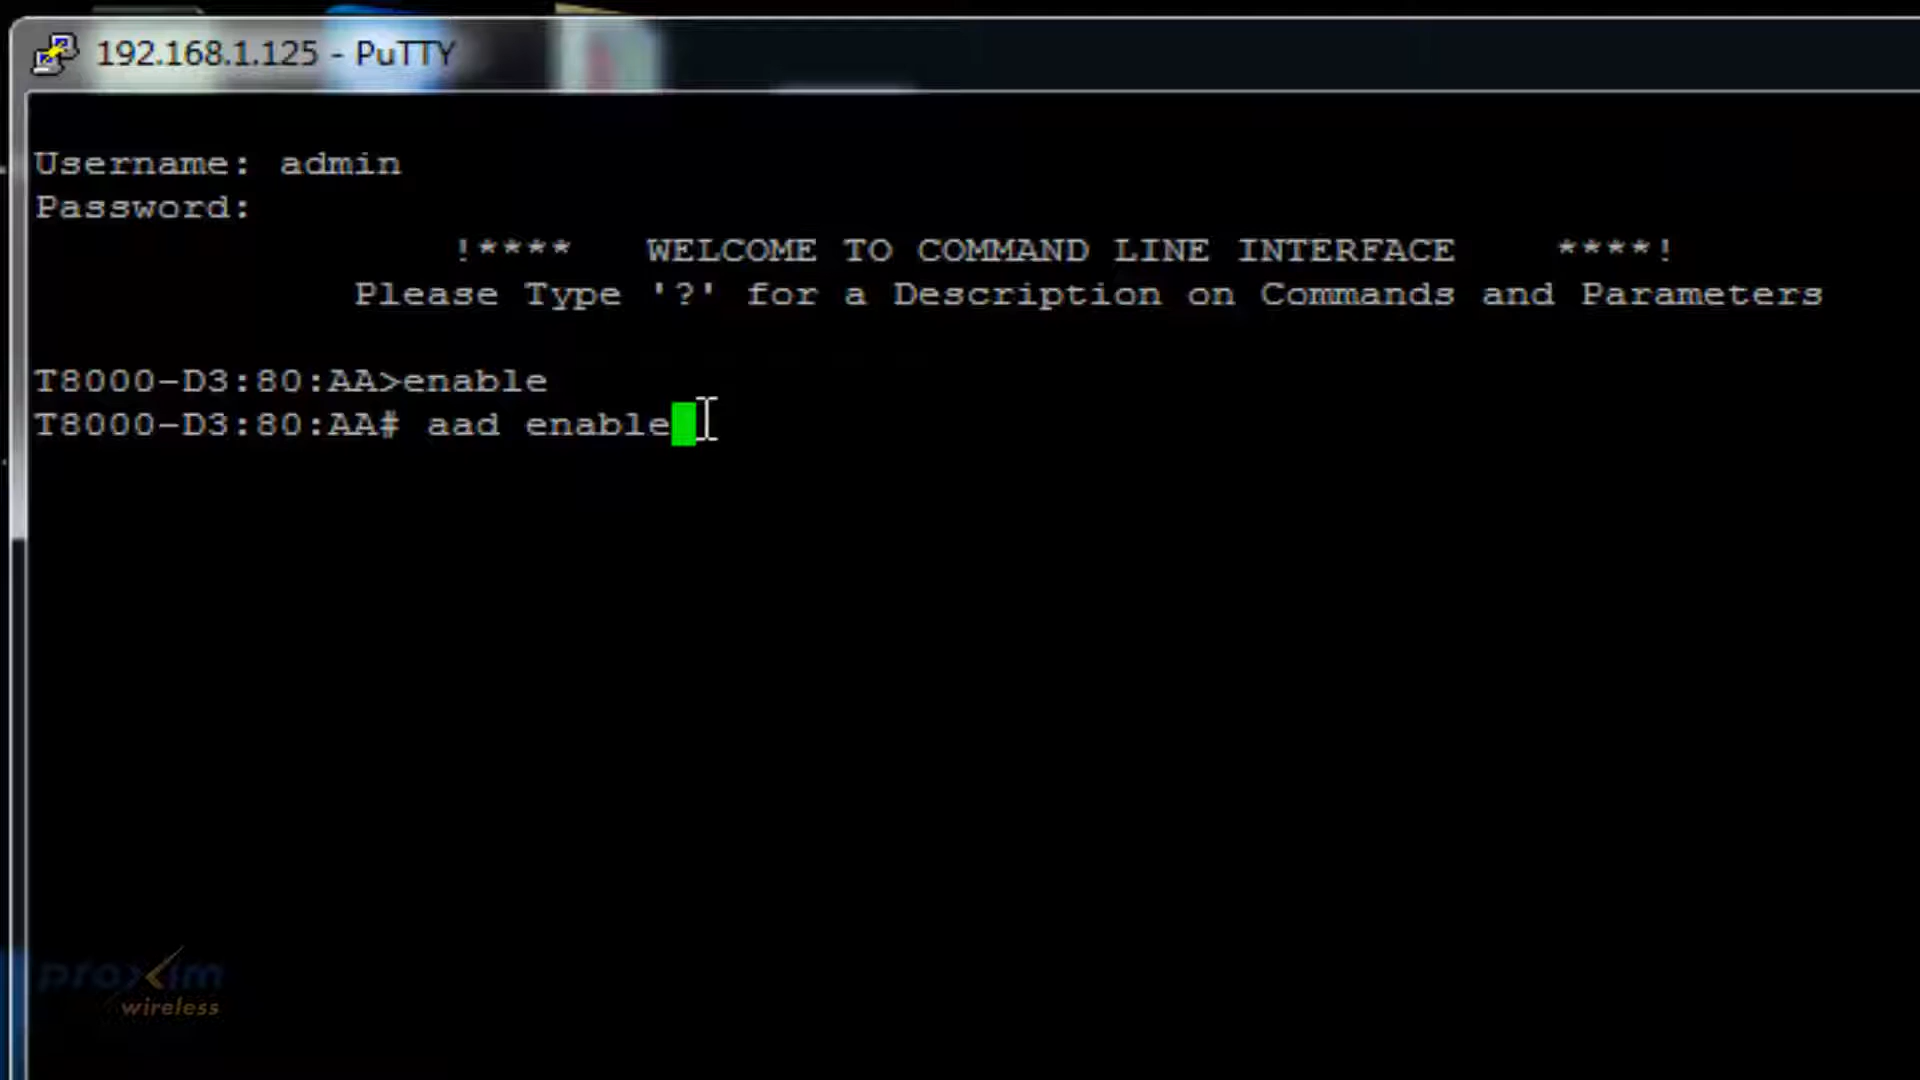 192.168.1.125 - PuTTY
Username: admin
Password:
!**** WELCOME TO COMMAND LINE INTERFACE ****!
Please Type '?' for a Description on Commands and Parameters
T8000-D3:80:AA>enable
T8000-D3:80:AA# aad enable
proxim
wireless